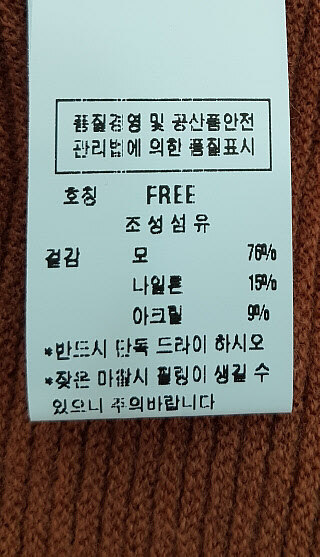 품질경영 및 공산품안전
관리법에 의한 품질표시
호칭 FREE
조성섬유
겉감 모 76%
나일론 15%
아크릴 9%
*반드시 단독 드라이 하시오
*잦은 마찰시 필링이 생길 수
있으니 주의바랍니다